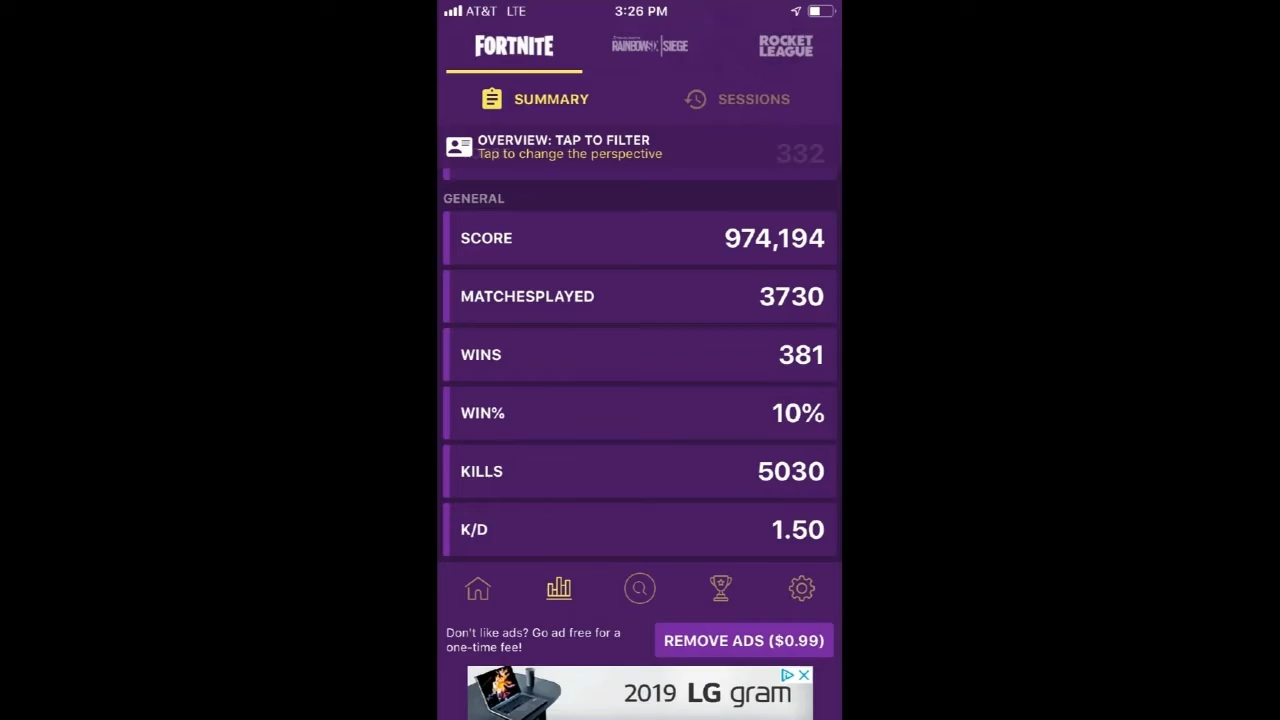 AT&T LTE 3:26 PM
FORTNITE RAINBOW SIEGE ROCKET LEAGUE
SUMMARY SESSIONS
OVERVIEW: TAP TO FILTER
Tap to change the perspective
332
GENERAL
SCORE 974,194
MATCHESPLAYED 3730
WINS 381
WIN% 10%
KILLS 5030
K/D 1.50
Don't like ads? Go ad free for a
one-time fee!
REMOVE ADS ($0.99)
2019 LG gram